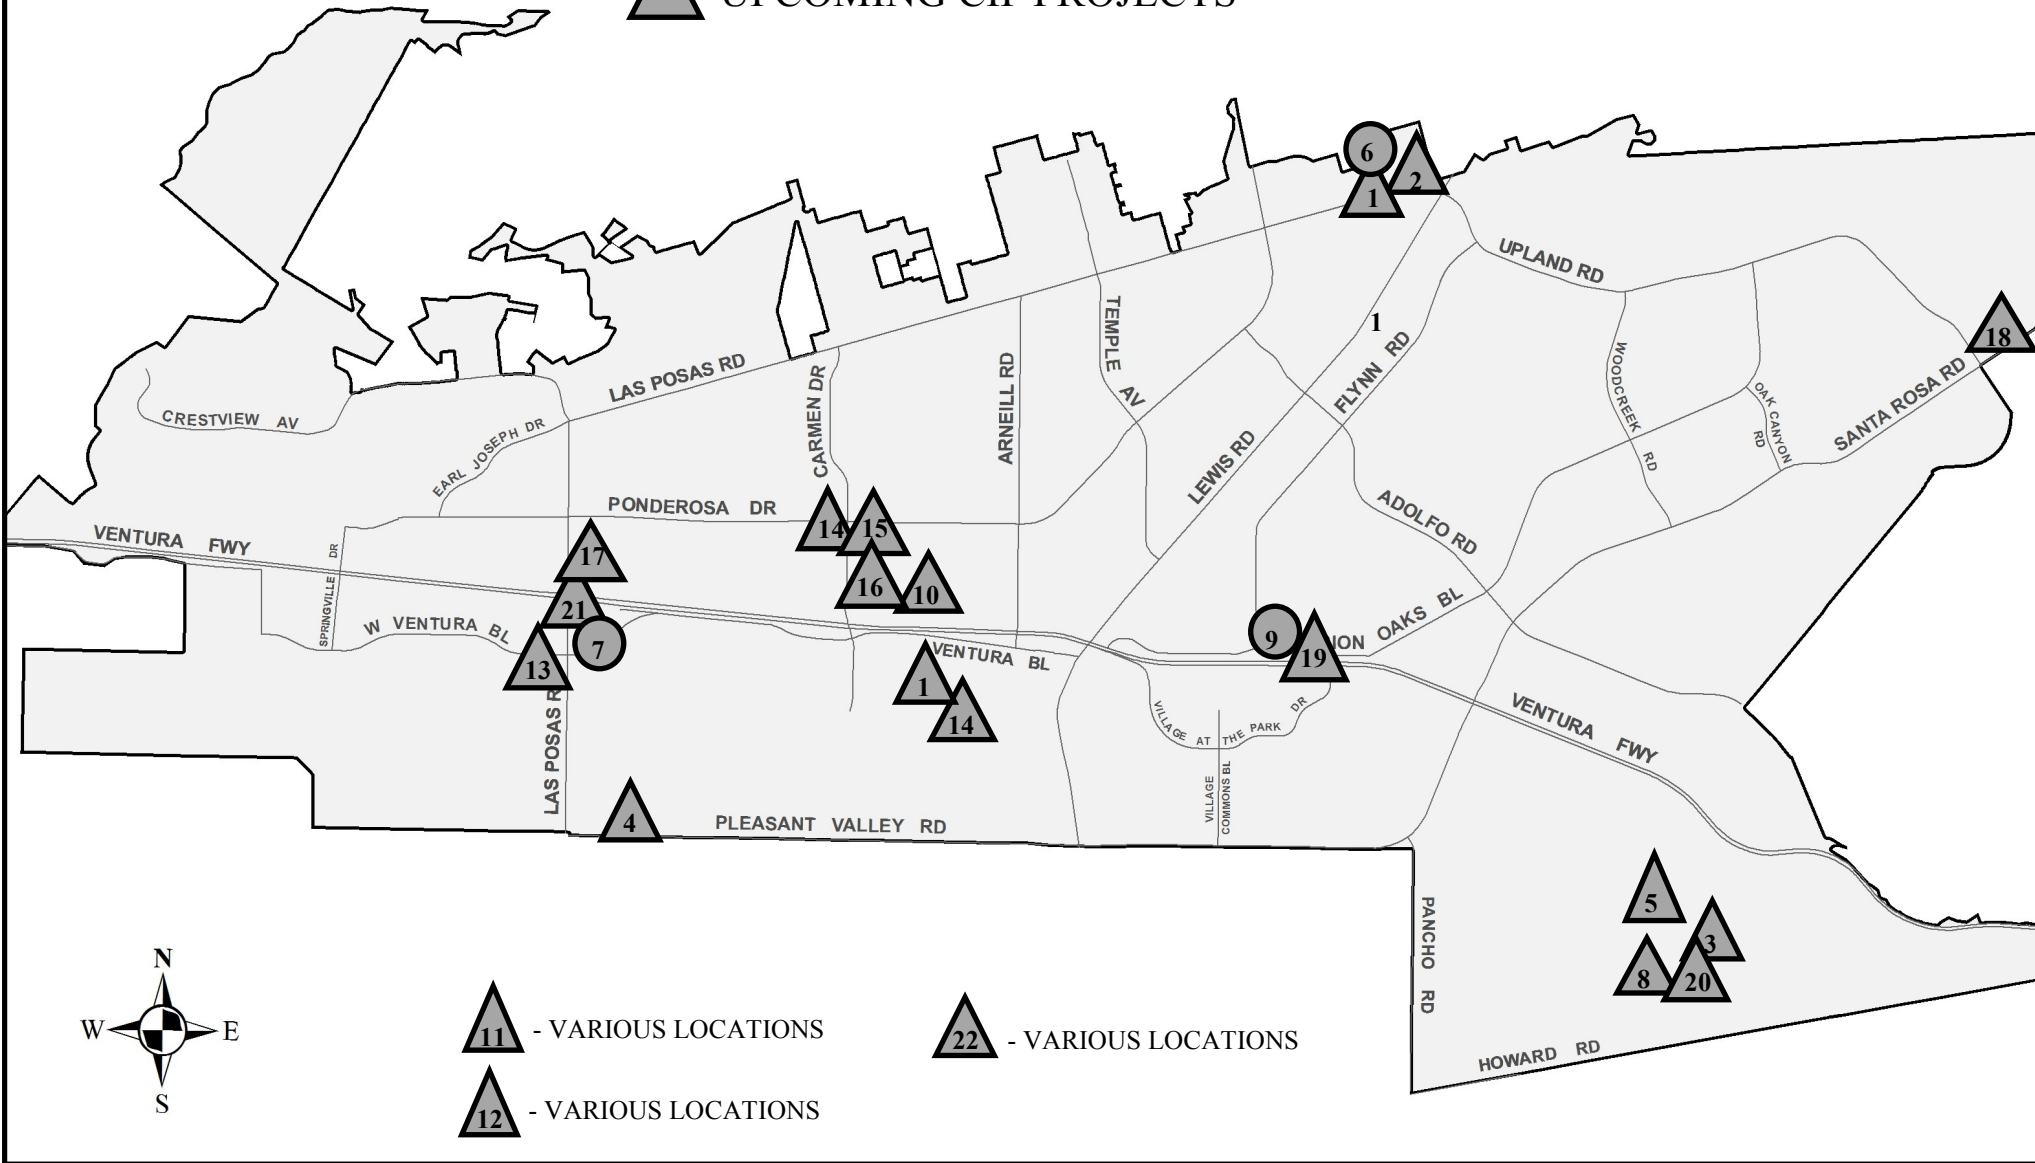 UPCOMING CIP PROJECTS
6
2
1
UPLAND RD
TEMPLE AV
1
18
FLYNN RD
WOODCREEK RD
LAS POSAS RD
CARMEN DR
ARNEILL RD
OAK CANYON RD
SANTA ROSA RD
CRESTVIEW AV
EARL JOSEPH DR
LEWIS RD
PONDEROSA DR
ADOLFO RD
14
15
VENTURA FWY
17
SPRINGVILLE DR
16
10
21
W VENTURA BL
7
9
OAKS BL
19
13
VENTURA BL
1
14
LAS POSAS R
VILLAGE AT THE PARK DR
VENTURA FWY
VILLAGE COMMONS BL
4
PLEASANT VALLEY RD
5
3
8
20
PANCHO RD
HOWARD RD
N
W E
S
11 - VARIOUS LOCATIONS
22 - VARIOUS LOCATIONS
12 - VARIOUS LOCATIONS